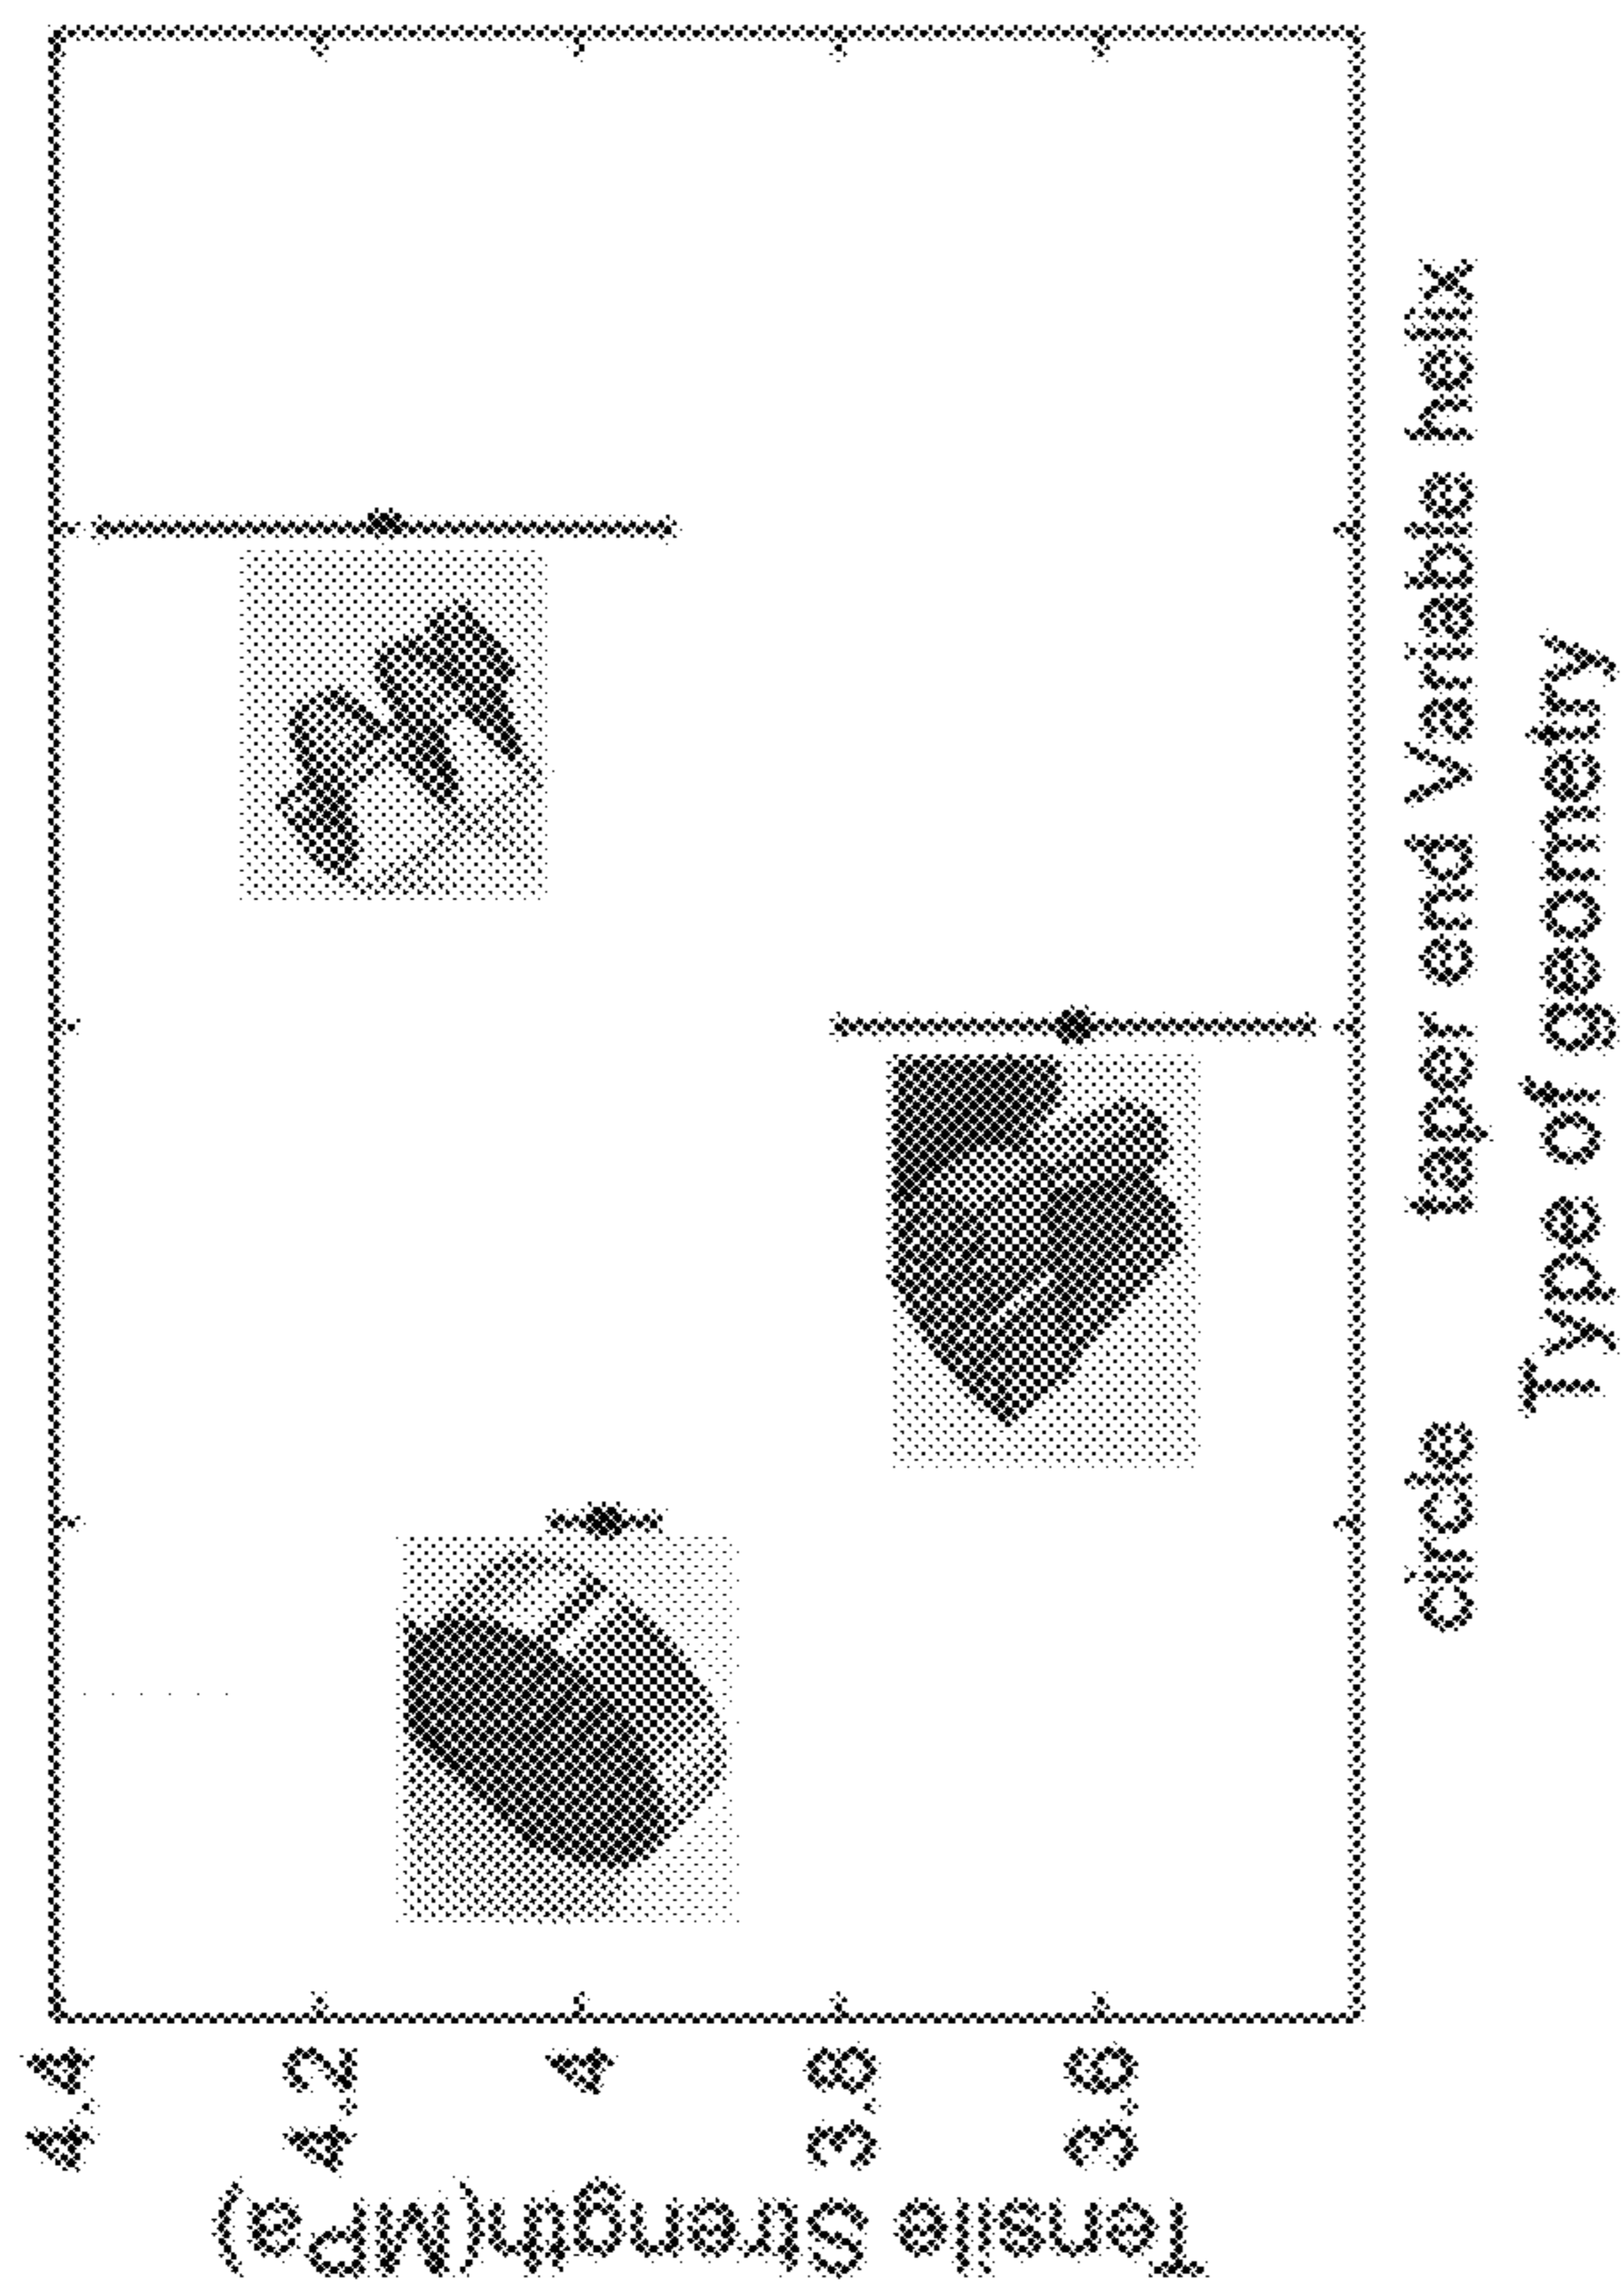 Tensile Strength(MPa)
4.4
4.2
4
3.8
3.6
circle taper end Variable helix
Type of geometry